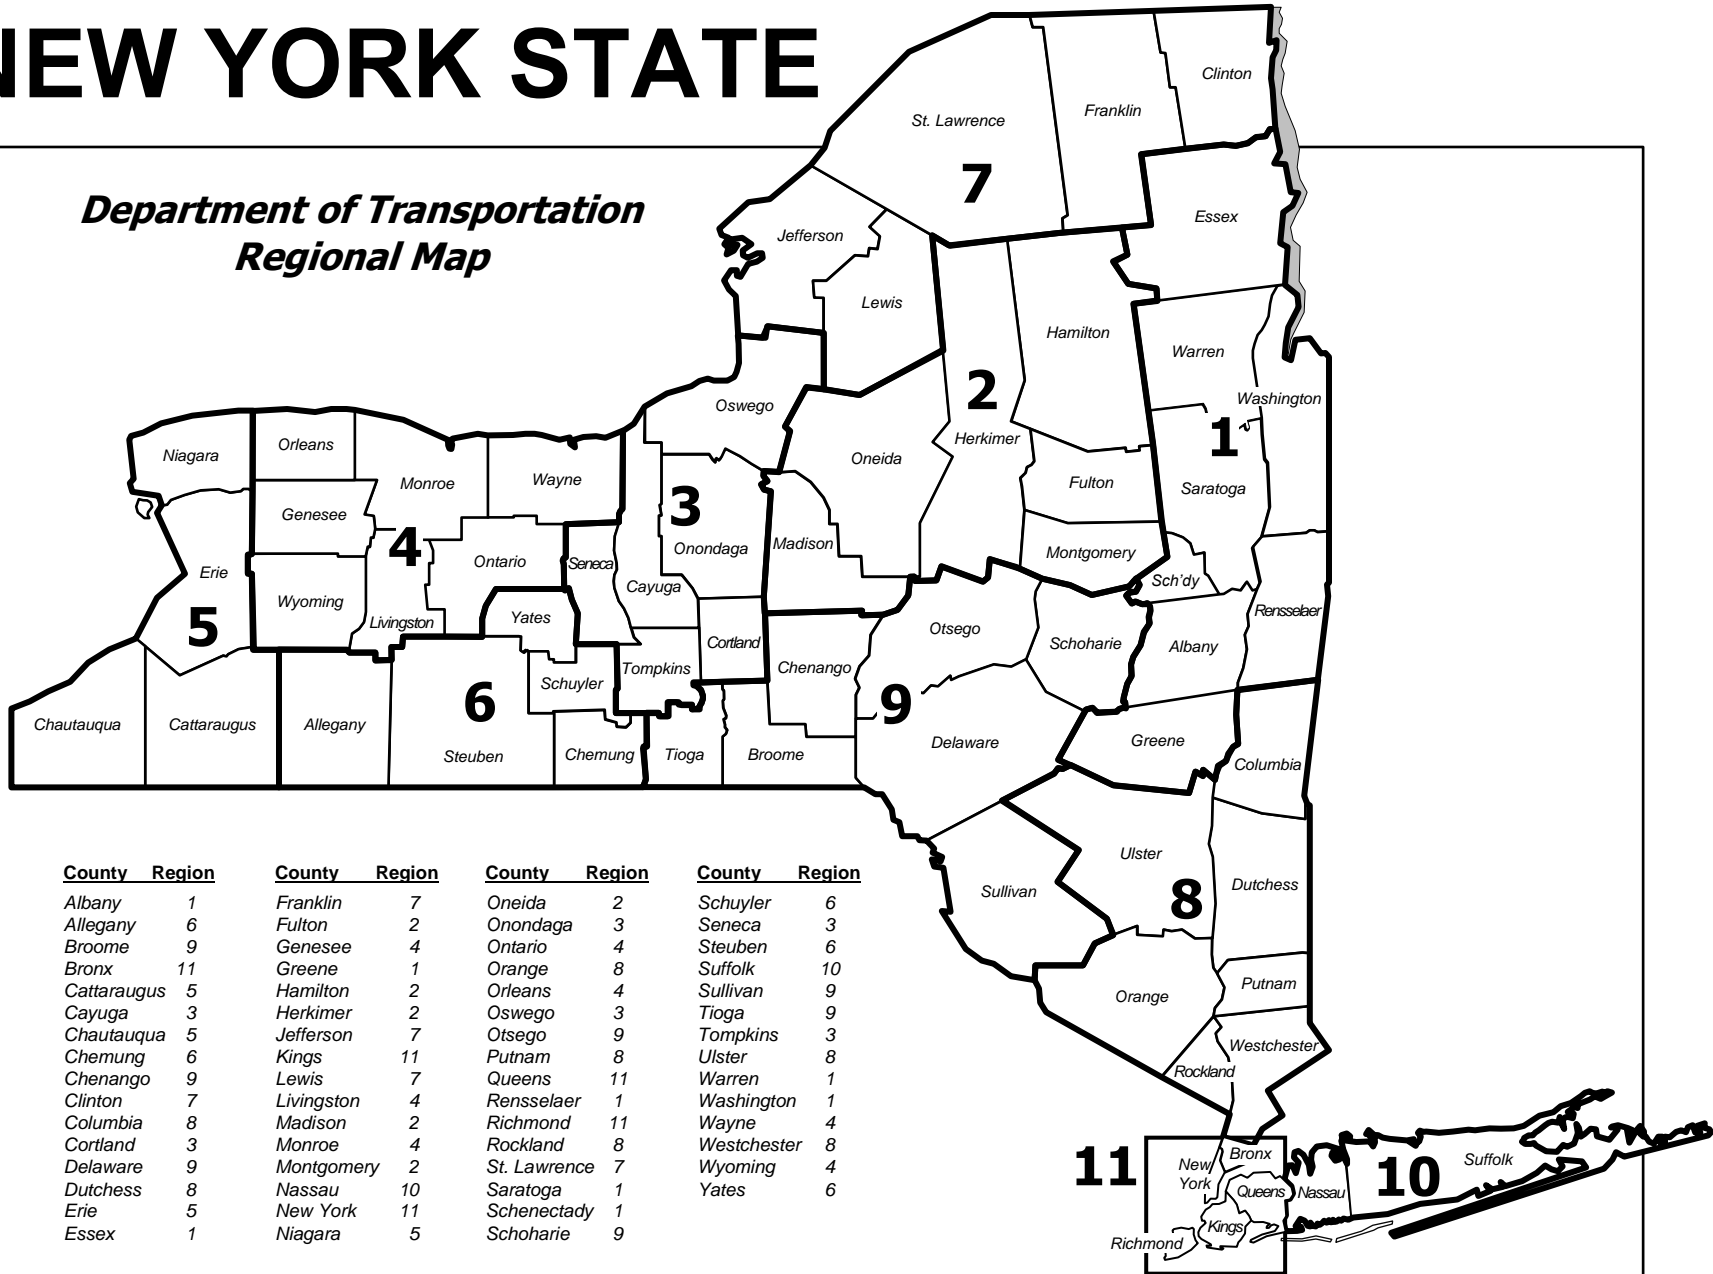 NEW YORK STATE
Department of Transportation
Regional Map
Clinton
Franklin
St. Lawrence
7
Essex
Jefferson
Lewis
Hamilton
Warren
2
Washington
Oswego
1
Herkimer
Niagara
Orleans
Oneida
Monroe
Wayne
Fulton
Saratoga
3
Genesee
4
Onondaga
Madison
Montgomery
Ontario
Seneca
Erie
Sch'dy
Cayuga
Wyoming
Rensselaer
Yates
Livingston
5
Otsego
Cortland
Schoharie
Albany
Tompkins
Chenango
Schuyler
6
9
Chautauqua
Cattaraugus
Allegany
Delaware
Greene
Steuben
Chemung
Tioga
Broome
Columbia
Ulster
Dutchess
Sullivan
8
Putnam
Orange
Westchester
Rockland
11
Bronx
New
York
Suffolk
10
Queens
Nassau
Kings
Richmond
County Region
Albany 1
Allegany 6
Broome 9
Bronx 11
Cattaraugus 5
Cayuga 3
Chautauqua 5
Chemung 6
Chenango 9
Clinton 7
Columbia 8
Cortland 3
Delaware 9
Dutchess 8
Erie 5
Essex 1
County Region
Franklin 7
Fulton 2
Genesee 4
Greene 1
Hamilton 2
Herkimer 2
Jefferson 7
Kings 11
Lewis 7
Livingston 4
Madison 2
Monroe 4
Montgomery 2
Nassau 10
New York 11
Niagara 5
County Region
Oneida 2
Onondaga 3
Ontario 4
Orange 8
Orleans 4
Oswego 3
Otsego 9
Putnam 8
Queens 11
Rensselaer 1
Richmond 11
Rockland 8
St. Lawrence 7
Saratoga 1
Schenectady 1
Schoharie 9
County Region
Schuyler 6
Seneca 3
Steuben 6
Suffolk 10
Sullivan 9
Tioga 9
Tompkins 3
Ulster 8
Warren 1
Washington 1
Wayne 4
Westchester 8
Wyoming 4
Yates 6